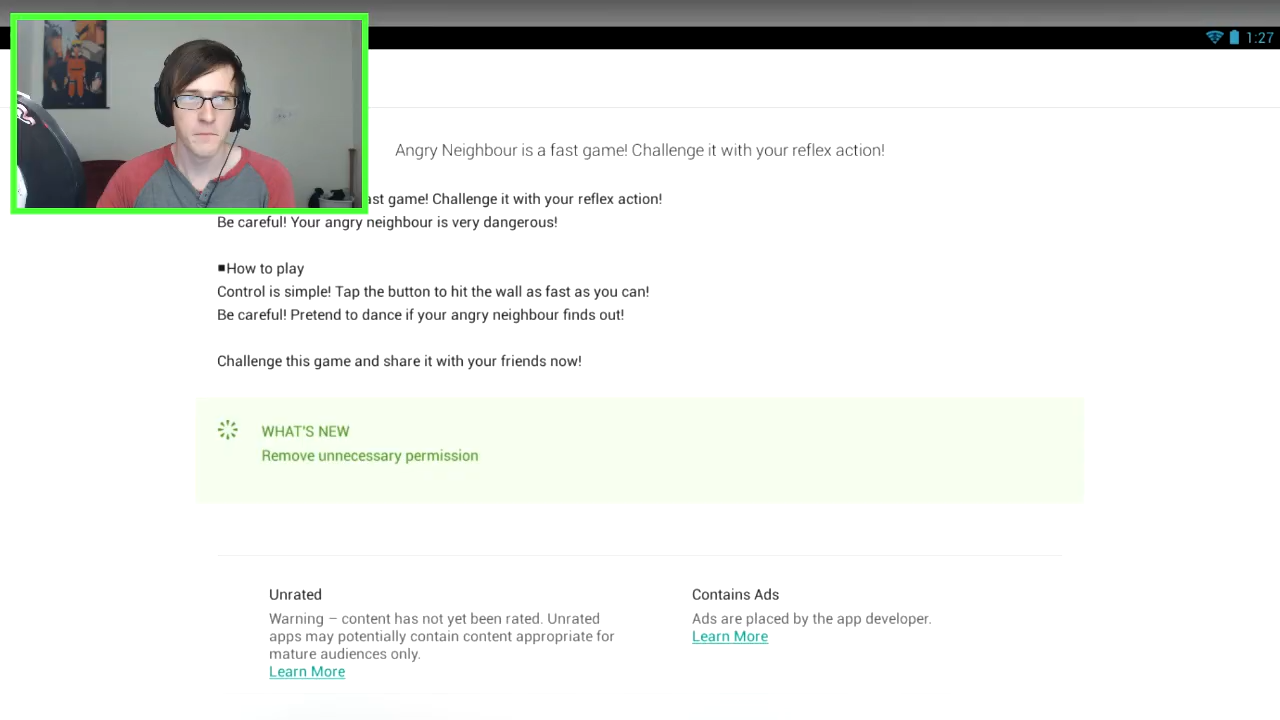 1:27
Angry Neighbour is a fast game! Challenge it with your reflex action!
ast game! Challenge it with your reflex action!
Be careful! Your angry neighbour is very dangerous!
■How to play
Control is simple! Tap the button to hit the wall as fast as you can!
Be careful! Pretend to dance if your angry neighbour finds out!
Challenge this game and share it with your friends now!
WHAT'S NEW
Remove unnecessary permission
Unrated
Warning – content has not yet been rated. Unrated
apps may potentially contain content appropriate for
mature audiences only.
Learn More
Contains Ads
Ads are placed by the app developer.
Learn More